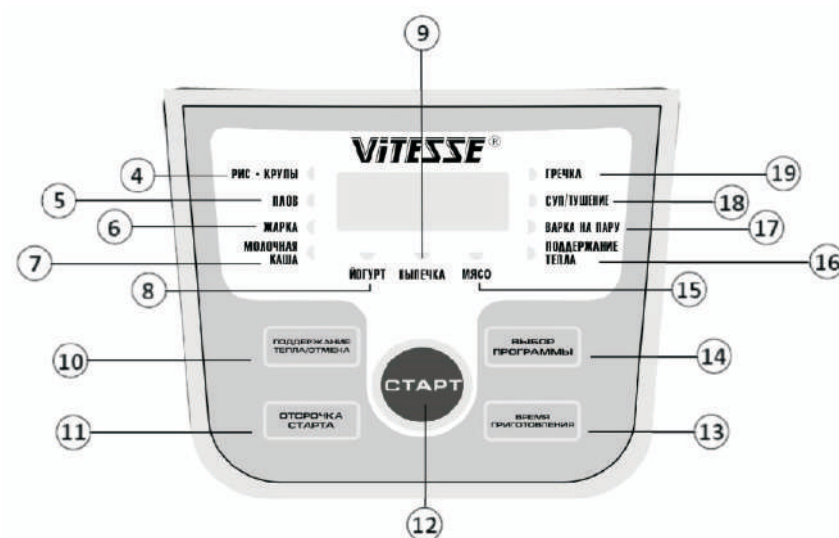 9
ViTESSE®
4 РИС • КРУПЫ
ГРЕЧКА 19
5 ПЛОВ
СУП/ТУШЕНИЕ 18
6 ЖАРКА
ВАРКА НА ПАРУ 17
7 МОЛОЧНАЯ
КАША
ПОДДЕРЖАНИЕ
ТЕПЛА 16
8 ЙОГУРТ ВЫПЕЧКА МЯСО 15
10 ПОДДЕРЖАНИЕ
ТЕПЛА/ОТМЕНА
СТАРТ
ВЫБОР
ПРОГРАММЫ 14
11 ОТСРОЧКА
СТАРТА
ВРЕМЯ
ПРИГОТОВЛЕНИЯ 13
12